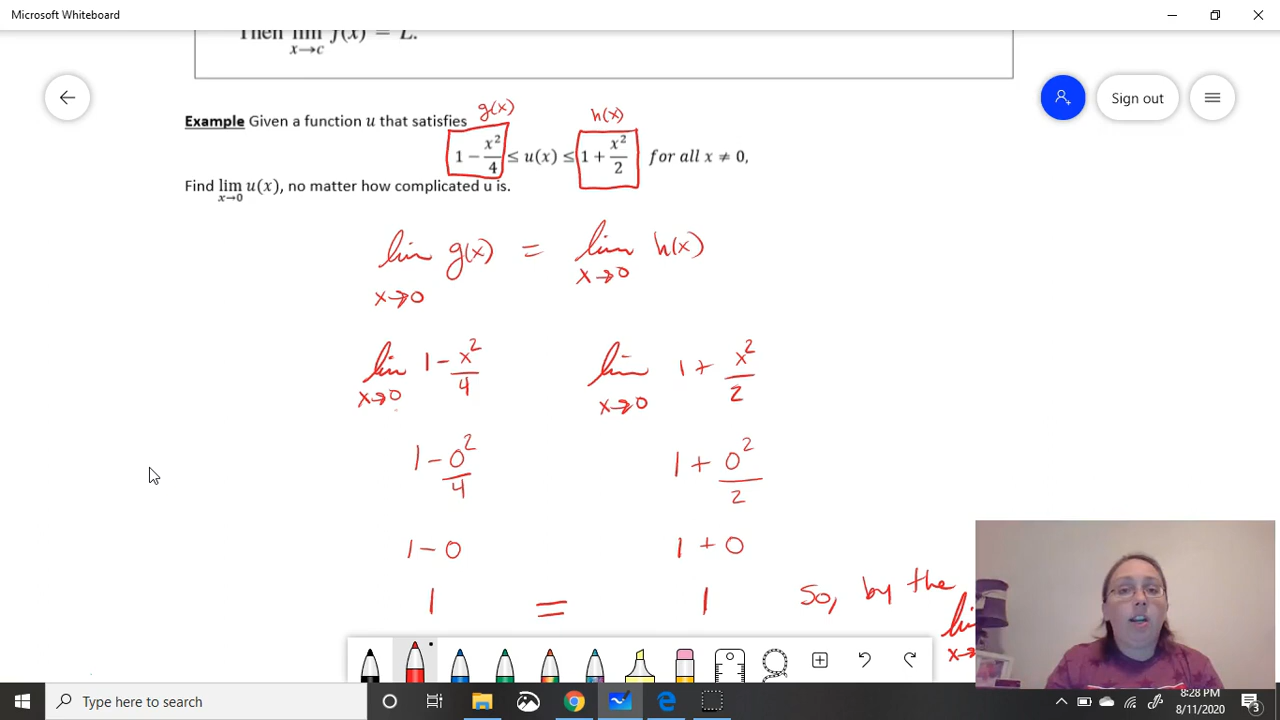 Microsoft Whiteboard
Then lim f(x) = L.
x→c
Sign out
g(x) h(x)
Example Given a function u that satisfies
1 − x²/4 ≤ u(x) ≤ 1 + x²/2 for all x ≠ 0,
Find lim u(x), no matter how complicated u is.
x→0
lim g(x) = lim h(x)
x→0 x→0
lim 1 − x²/4 lim 1 + x²/2
x→0 x→0
1 − 0²/4 1 + 0²/2
1 − 0 1 + 0
1 = 1 So, by the
x→
Type here to search
8:28 PM
8/11/2020
3